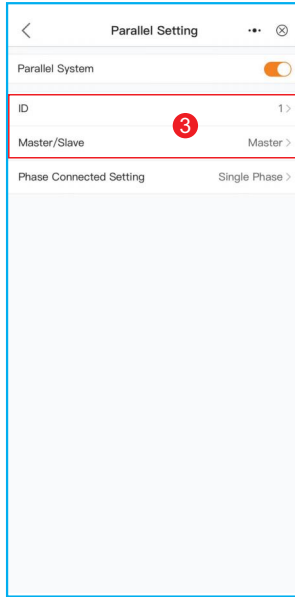 Parallel Setting
Parallel System
ID 1
3
Master/Slave Master
Phase Connected Setting Single Phase